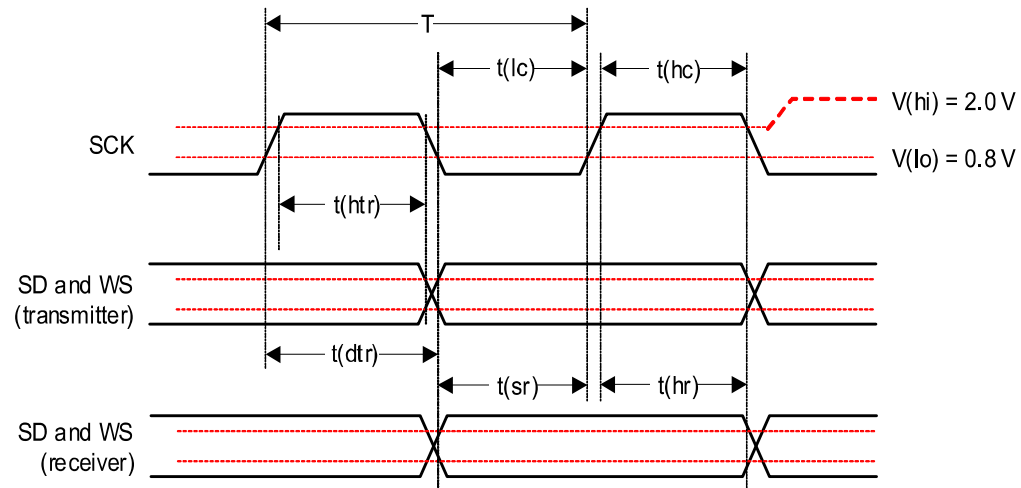 T
t(lc)
t(hc)
V(hi) = 2.0 V
SCK
V(lo) = 0.8 V
t(htr)
SD and WS
(transmitter)
t(dtr)
t(sr)
t(hr)
SD and WS
(receiver)